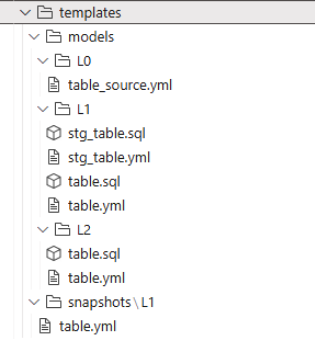 templates
models
L0
table_source.yml
L1
stg_table.sql
stg_table.yml
table.sql
table.yml
L2
table.sql
table.yml
snapshots\L1
table.yml